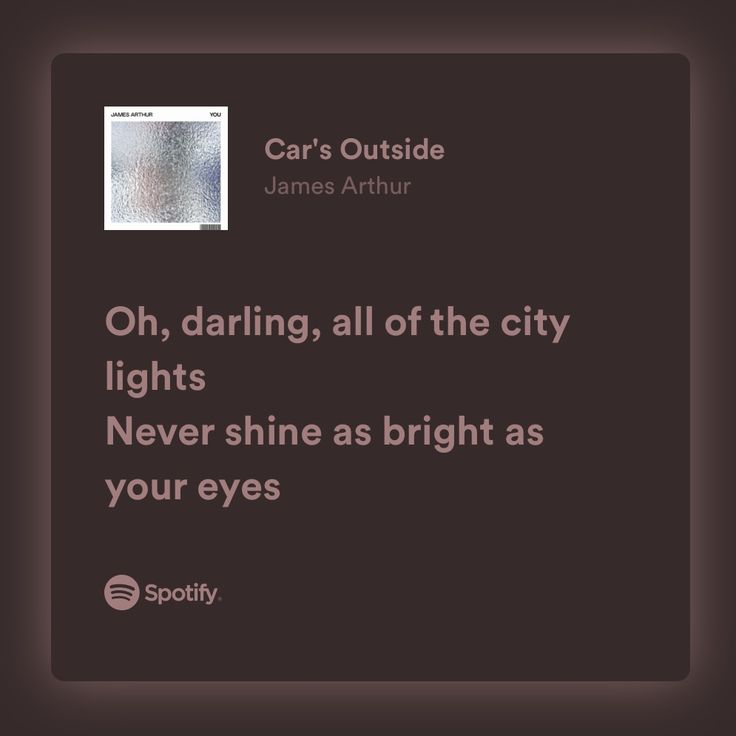 JAMES ARTHUR YOU
Car's Outside
James Arthur
Oh, darling, all of the city
lights
Never shine as bright as
your eyes
Spotify